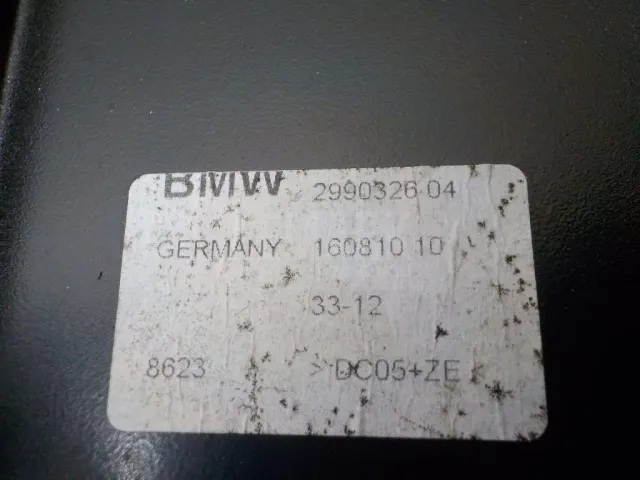 BMW 2990326 04
GERMANY 160810 10
33-12
8623 >DC05+ZE<